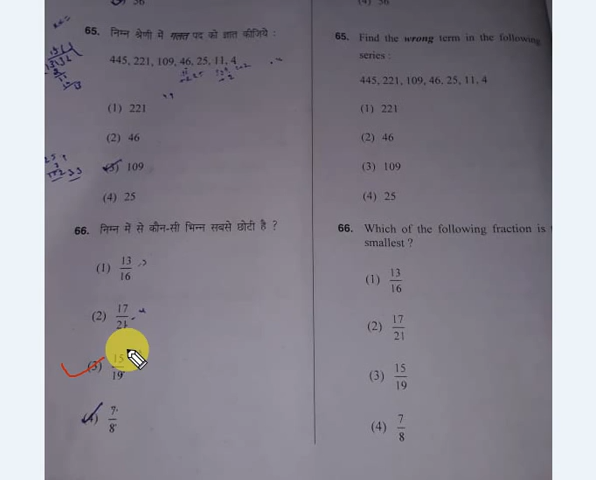 (4) 36
65. निम्न श्रेणी में गलत पद को ज्ञात कीजिये :
445, 221, 109, 46, 25, 11, 4
(1) 221
(2) 46
(3) 109
(4) 25
66. निम्न में से कौन-सी भिन्न सबसे छोटी है ?
(1) 13/16
(2) 17/21
(3) 15/19
(4) 7/8
65. Find the wrong term in the following
series :
445, 221, 109, 46, 25, 11, 4
(1) 221
(2) 46
(3) 109
(4) 25
66. Which of the following fraction is
smallest ?
(1) 13/16
(2) 17/21
(3) 15/19
(4) 7/8